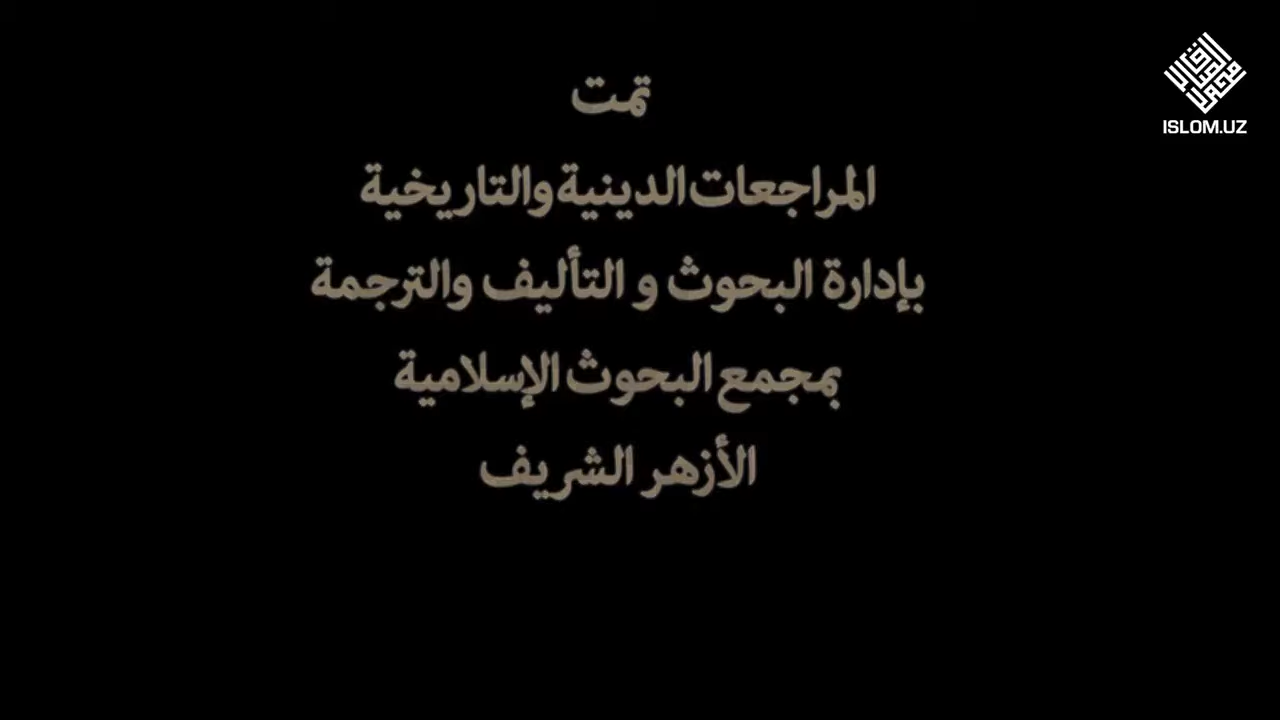 تمت
المراجعات الدينية والتاريخية
بإدارة البحوث و التأليف والترجمة
بمجمع البحوث الإسلامية
الأزهر الشريف
ISLOM.UZ